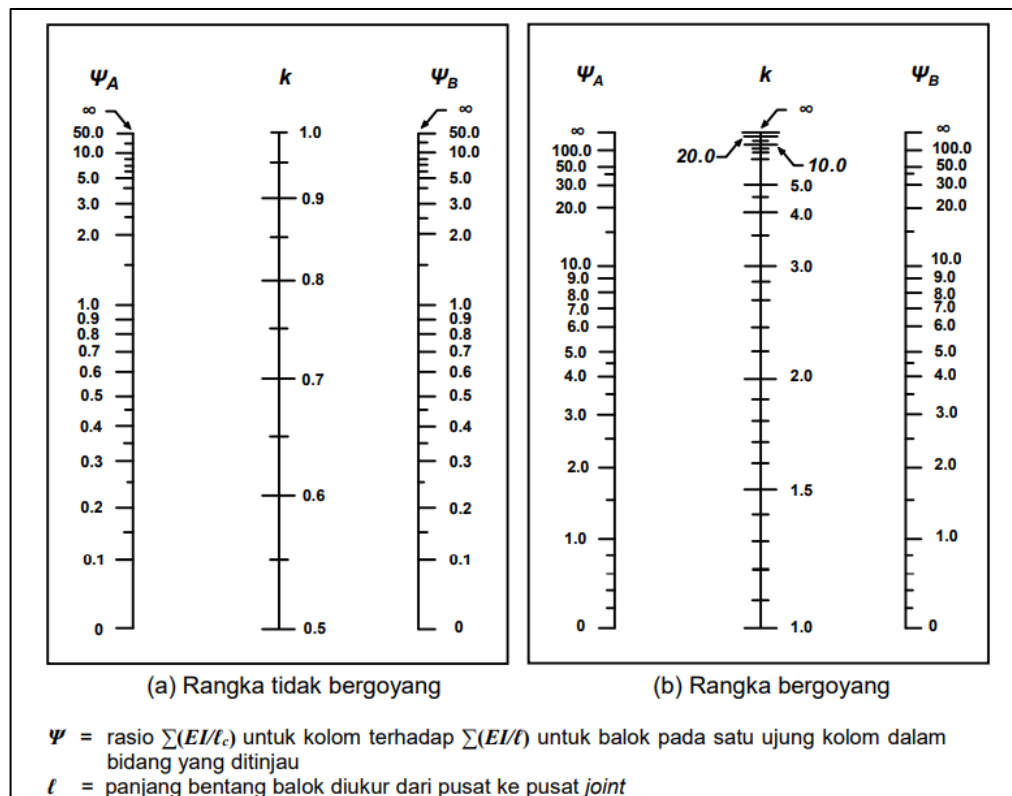 Ψ_A k Ψ_B
∞ ∞
50.0 1.0 50.0
10.0 10.0
5.0 5.0
3.0 0.9 3.0
2.0 2.0
0.8
1.0 1.0
0.9 0.9
0.8 0.8
0.7 0.7
0.6 0.7 0.6
0.5 0.5
0.4 0.4
0.3 0.3
0.6
0.2 0.2
0.1 0.1
0 0.5 0
(a) Rangka tidak bergoyang
Ψ_A k Ψ_B
∞
∞ ∞
100.0 20.0 10.0 100.0
50.0 50.0
30.0 5.0 30.0
20.0 4.0 20.0
10.0 3.0 10.0
9.0 9.0
8.0 8.0
7.0 7.0
6.0 6.0
5.0 5.0
4.0 2.0 4.0
3.0 3.0
2.0 2.0
1.5
1.0 1.0
0 1.0 0
(b) Rangka bergoyang
Ψ = rasio ∑(EI/ℓc) untuk kolom terhadap ∑(EI/ℓ) untuk balok pada satu ujung kolom dalam
bidang yang ditinjau
ℓ = panjang bentang balok diukur dari pusat ke pusat joint